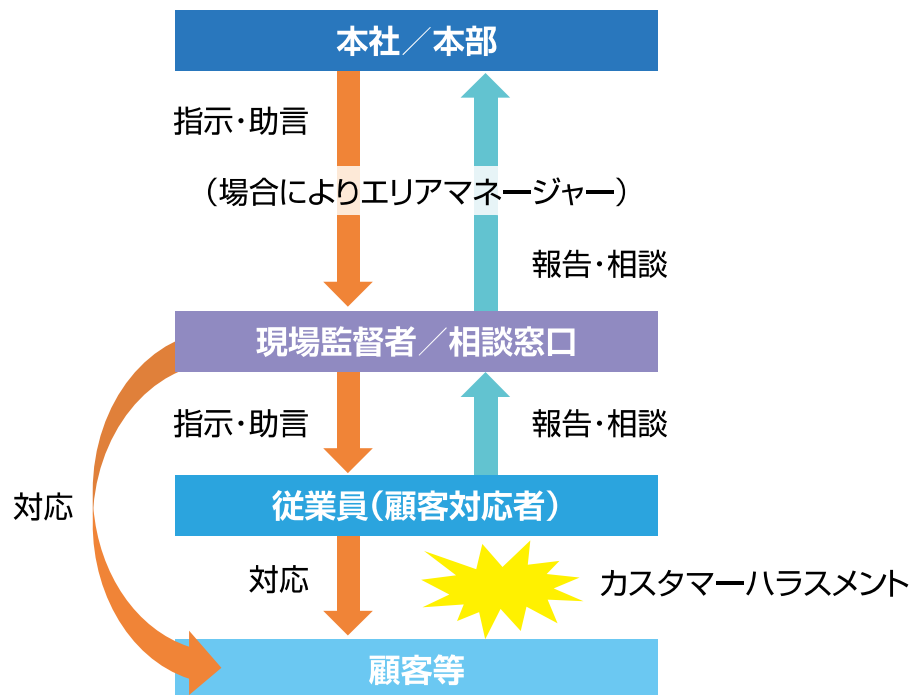 本社／本部
指示・助言
（場合によりエリアマネージャー）
報告・相談
現場監督者／相談窓口
指示・助言
報告・相談
対応
従業員（顧客対応者）
対応
カスタマーハラスメント
顧客等